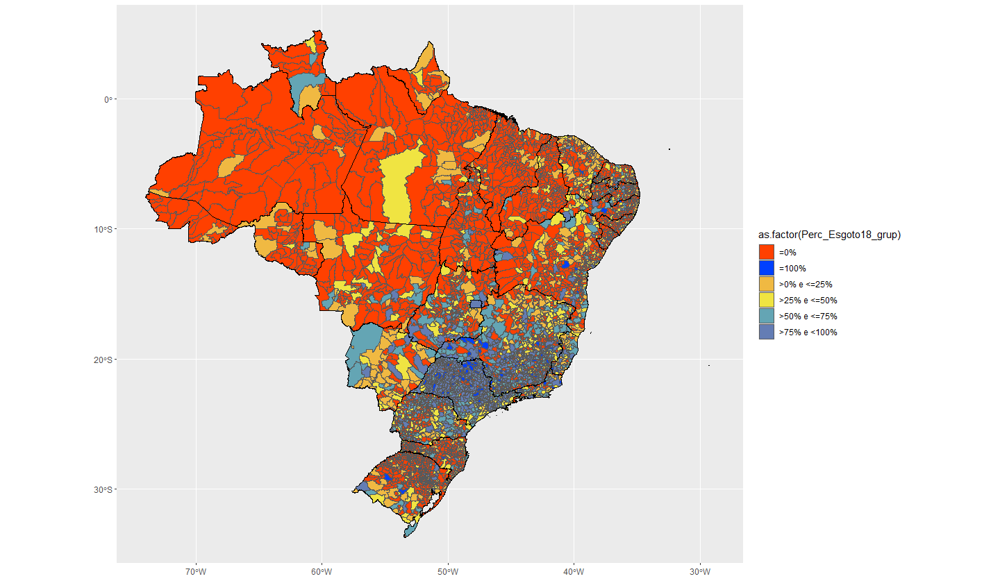 0°
10°S
20°S
30°S
70°W
60°W
50°W
40°W
30°W
as.factor(Perc_Esgoto18_grup)
=0%
=100%
>0% e <=25%
>25% e <=50%
>50% e <=75%
>75% e <100%